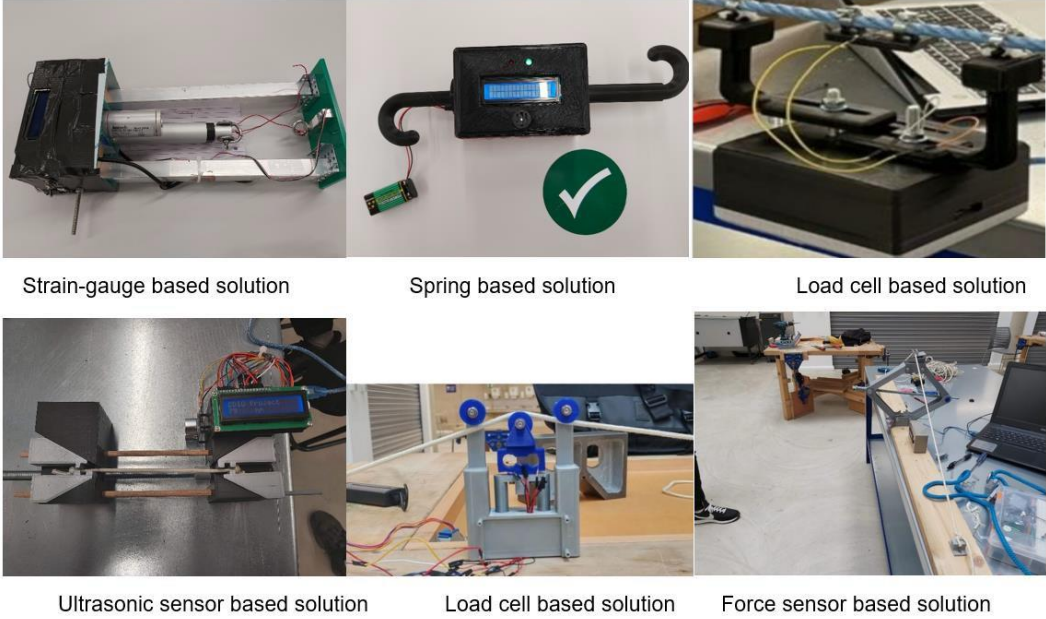 Strain-gauge based solution
Spring based solution
Load cell based solution
Ultrasonic sensor based solution
Load cell based solution
Force sensor based solution